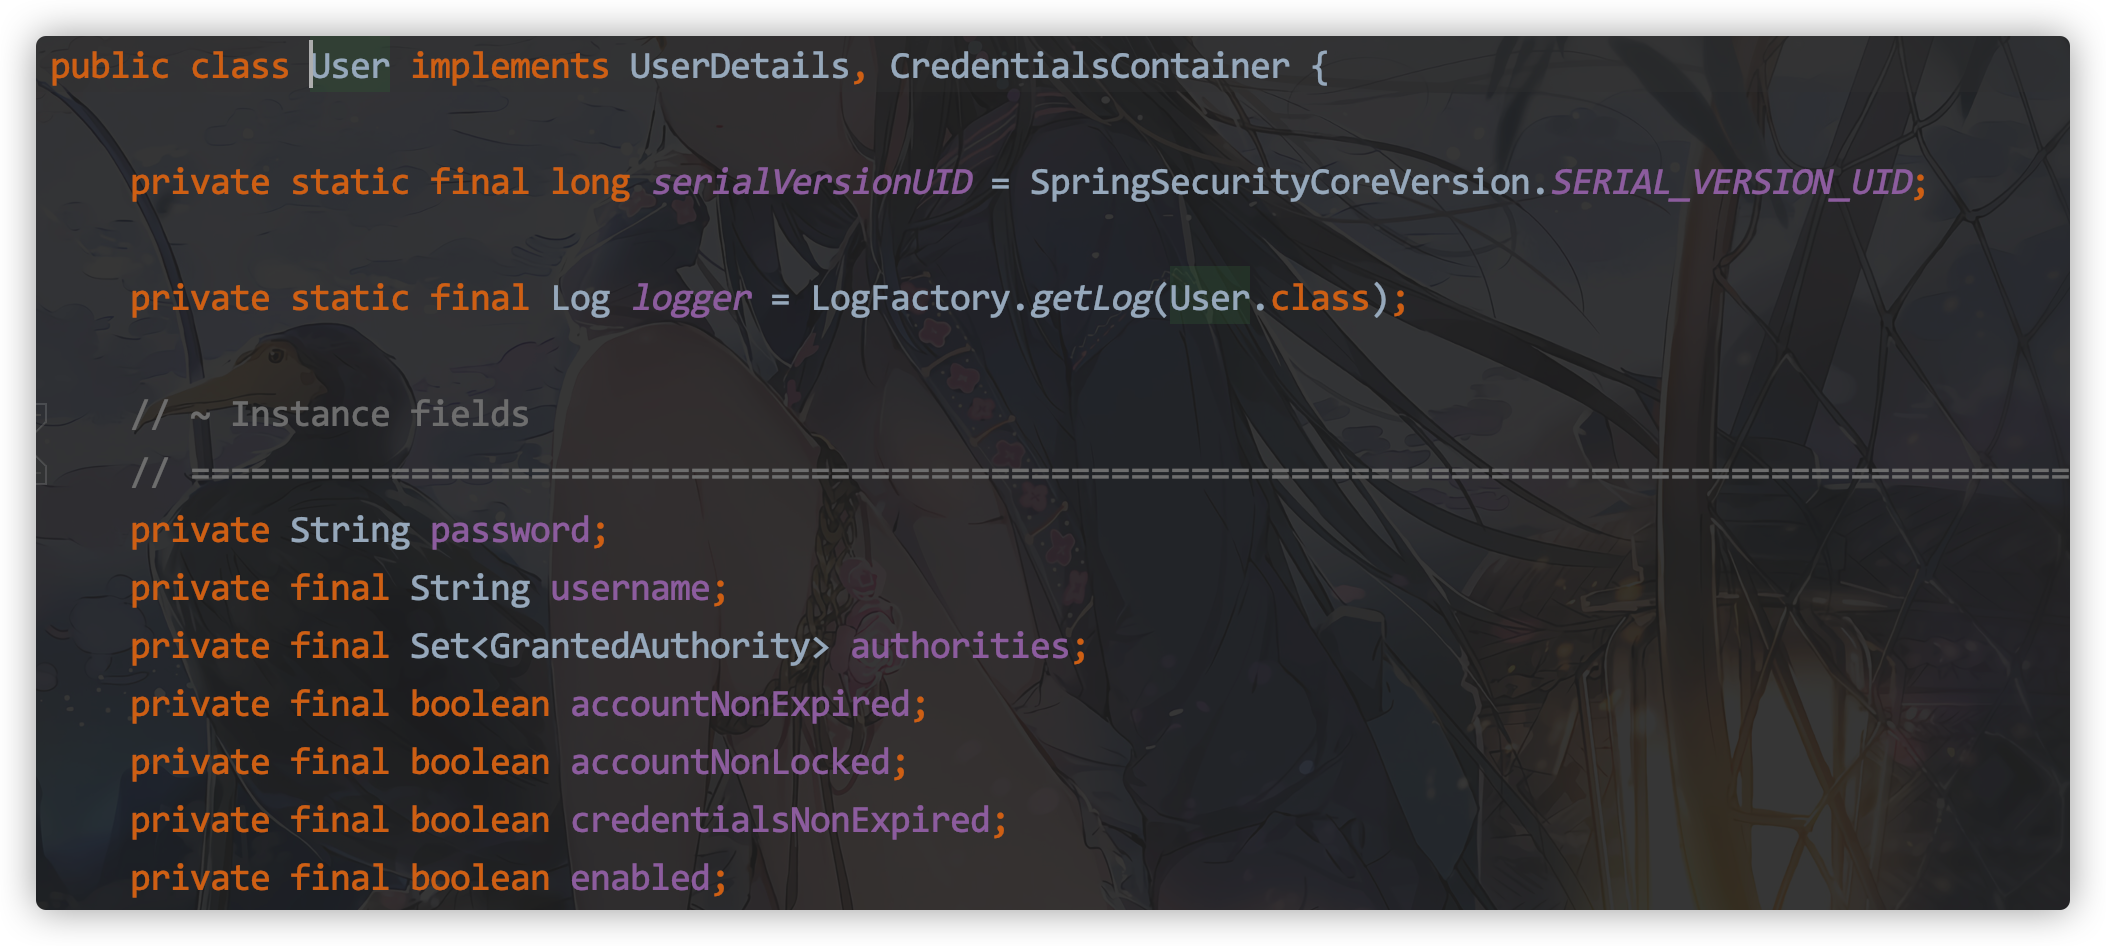 public class User implements UserDetails, CredentialsContainer {
private static final long serialVersionUID = SpringSecurityCoreVersion.SERIAL_VERSION_UID;
private static final Log logger = LogFactory.getLog(User.class);
// ~ Instance fields
// ==============================================================================================
private String password;
private final String username;
private final Set<GrantedAuthority> authorities;
private final boolean accountNonExpired;
private final boolean accountNonLocked;
private final boolean credentialsNonExpired;
private final boolean enabled;